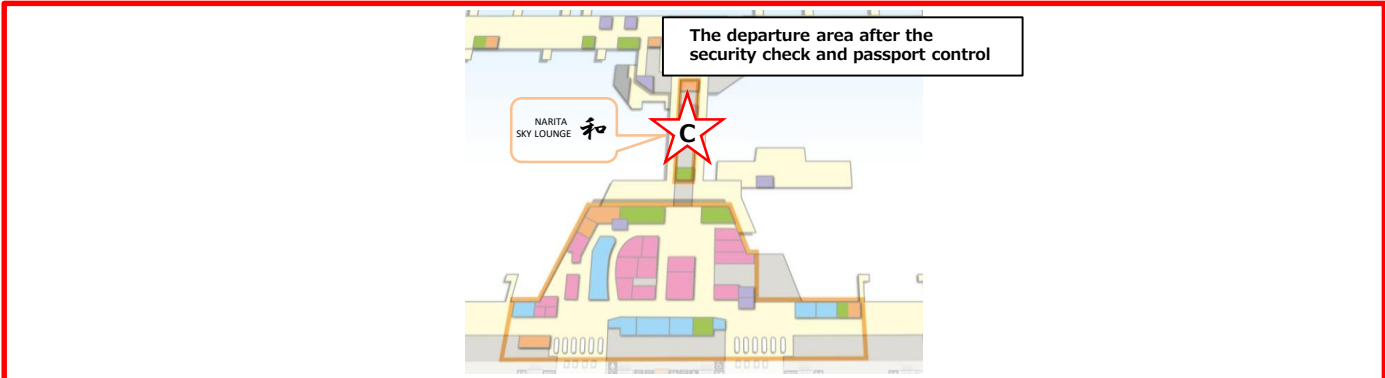 The departure area after the
security check and passport control
NARITA
SKY LOUNGE 和
C